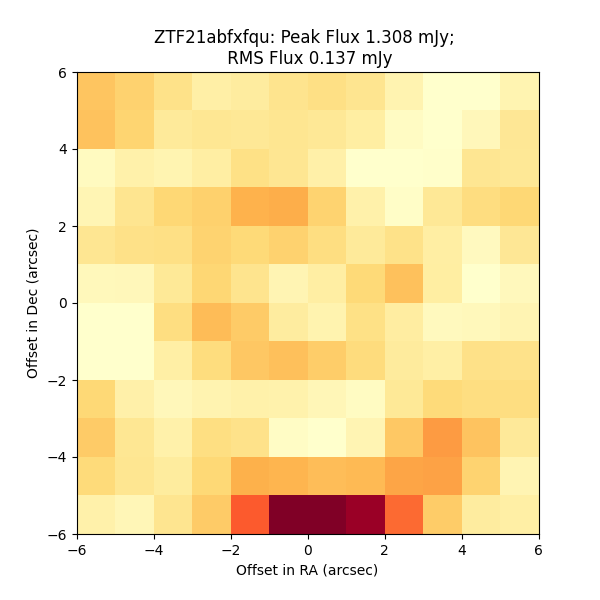 ZTF21abfxfqu: Peak Flux 1.308 mJy;
RMS Flux 0.137 mJy
6
4
2
0
−2
−4
−6
Offset in Dec (arcsec)
−6 −4 −2 0 2 4 6
Offset in RA (arcsec)